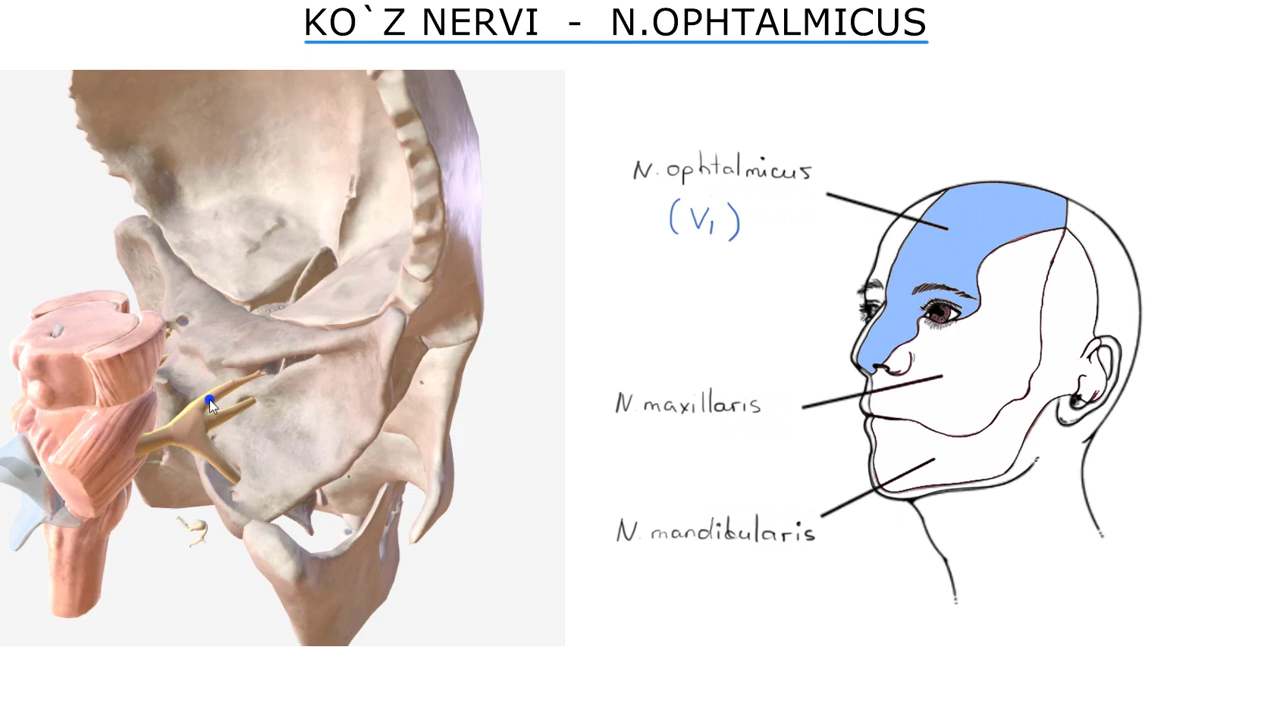 KO`Z NERVI - N.OPHTALMICUS
N. ophtalmicus
(V1)
N. maxillaris
N. mandibularis